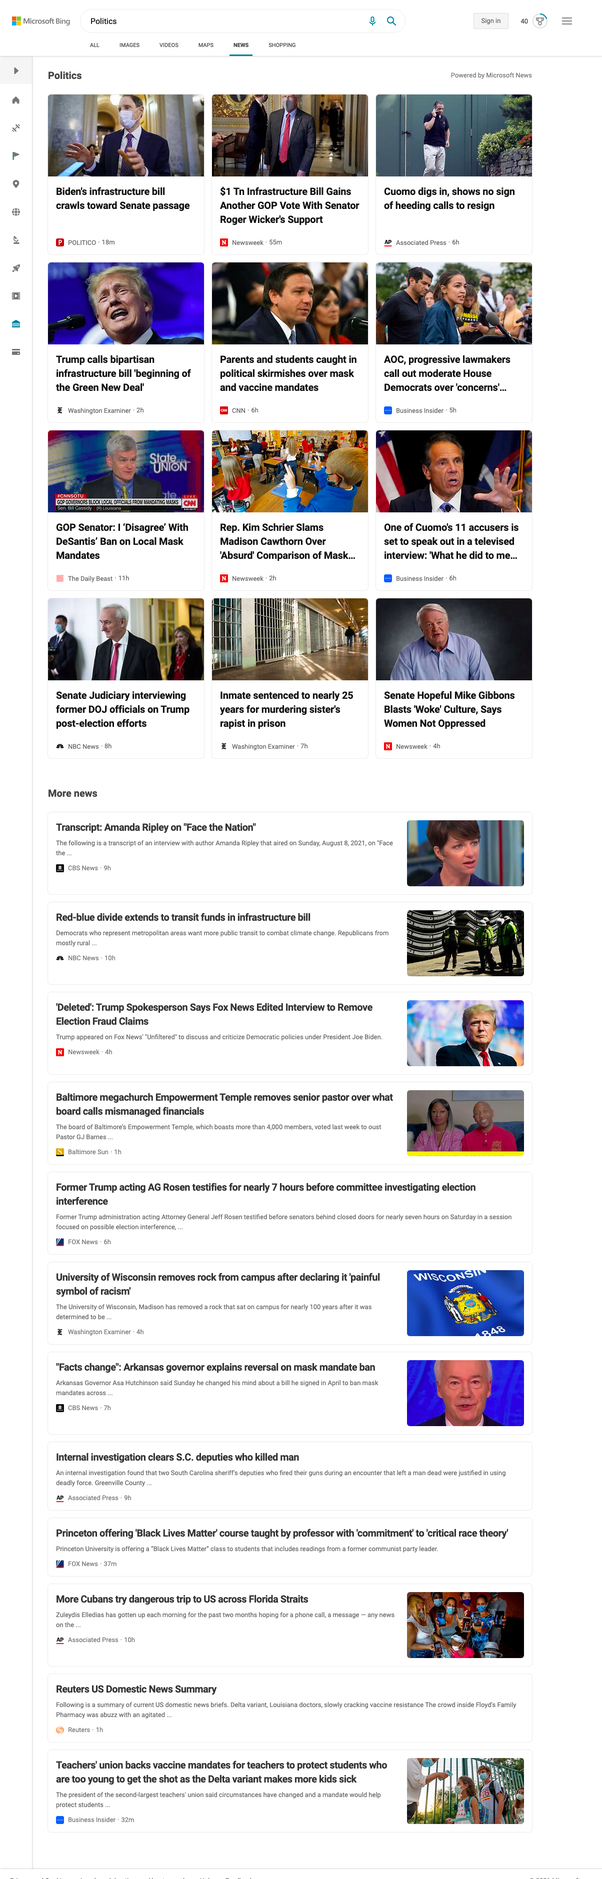 Microsoft Bing
Politics
Sign in
40
ALL
IMAGES
VIDEOS
MAPS
NEWS
SHOPPING
Politics
Powered by Microsoft News
Biden's infrastructure bill
crawls toward Senate passage
POLITICO · 18m
$1 Tn Infrastructure Bill Gains
Another GOP Vote With Senator
Roger Wicker's Support
Newsweek · 55m
Cuomo digs in, shows no sign
of heeding calls to resign
AP Associated Press · 6h
Trump calls bipartisan
infrastructure bill 'beginning of
the Green New Deal'
Washington Examiner · 2h
Parents and students caught in
political skirmishes over mask
and vaccine mandates
CNN · 6h
AOC, progressive lawmakers
call out moderate House
Democrats over 'concerns'...
Business Insider · 5h
State
UNION
#CNNSOTU
GOP GOVERNORS BLOCK LOCAL OFFICIALS FROM MANDATING MASKS
Sen. Bill Cassidy
CNN
GOP Senator: I 'Disagree' With
DeSantis' Ban on Local Mask
Mandates
The Daily Beast · 11h
Rep. Kim Schrier Slams
Madison Cawthorn Over
'Absurd' Comparison of Mask...
Newsweek · 2h
One of Cuomo's 11 accusers is
set to speak out in a televised
interview: 'What he did to me...
Business Insider · 6h
Senate Judiciary interviewing
former DOJ officials on Trump
post-election efforts
NBC News · 8h
Inmate sentenced to nearly 25
years for murdering sister's
rapist in prison
Washington Examiner · 7h
Senate Hopeful Mike Gibbons
Blasts 'Woke' Culture, Says
Women Not Oppressed
Newsweek · 4h
More news
Transcript: Amanda Ripley on "Face the Nation"
The following is a transcript of an interview with author Amanda Ripley that aired on Sunday, August 8, 2021, on "Face
the ...
CBS News · 9h
Red-blue divide extends to transit funds in infrastructure bill
Democrats who represent metropolitan areas want more public transit to combat climate change. Republicans from
mostly rural ...
NBC News · 10h
'Deleted': Trump Spokesperson Says Fox News Edited Interview to Remove
Election Fraud Claims
Trump appeared on Fox News' "Unfiltered" to discuss and criticize Democratic policies under President Joe Biden.
Newsweek · 4h
Baltimore megachurch Empowerment Temple removes senior pastor over what
board calls mismanaged financials
The board of Baltimore's Empowerment Temple, which boasts more than 4,000 members, voted last week to oust
Pastor GJ Barnes ...
Baltimore Sun · 1h
Former Trump acting AG Rosen testifies for nearly 7 hours before committee investigating election
interference
Former Trump administration acting Attorney General Jeff Rosen testified before senators behind closed doors for nearly seven hours on Saturday in a session
focused on possible election interference, ...
FOX News · 6h
University of Wisconsin removes rock from campus after declaring it 'painful
symbol of racism'
The University of Wisconsin, Madison has removed a rock that sat on campus for nearly 100 years after it was
determined to be ...
Washington Examiner · 4h
WISCONSIN
1848
"Facts change": Arkansas governor explains reversal on mask mandate ban
Arkansas Governor Asa Hutchinson said Sunday he changed his mind about a bill he signed in April to ban mask
mandates across ...
CBS News · 7h
Internal investigation clears S.C. deputies who killed man
An internal investigation found that two South Carolina sheriff's deputies who fired their guns during an encounter that left a man dead were justified in using
deadly force. Greenville County ...
AP Associated Press · 9h
Princeton offering 'Black Lives Matter' course taught by professor with 'commitment' to 'critical race theory'
Princeton University is offering a "Black Lives Matter" class to students that includes readings from a former communist party leader.
FOX News · 37m
More Cubans try dangerous trip to US across Florida Straits
Zuleydis Elledias has gotten up each morning for the past two months hoping for a phone call, a message — any news
on the ...
AP Associated Press · 10h
Reuters US Domestic News Summary
Following is a summary of current US domestic news briefs. Delta variant, Louisiana doctors, slowly cracking vaccine resistance The crowd inside Floyd's Family
Pharmacy was abuzz with an agitated ...
Reuters · 1h
Teachers' union backs vaccine mandates for teachers to protect students who
are too young to get the shot as the Delta variant makes more kids sick
The president of the second-largest teachers' union said circumstances have changed and a mandate would help
protect students ...
Business Insider · 32m